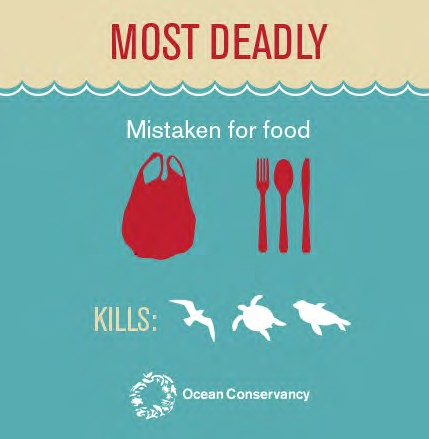 MOST DEADLY
Mistaken for food
KILLS:
Ocean Conservancy